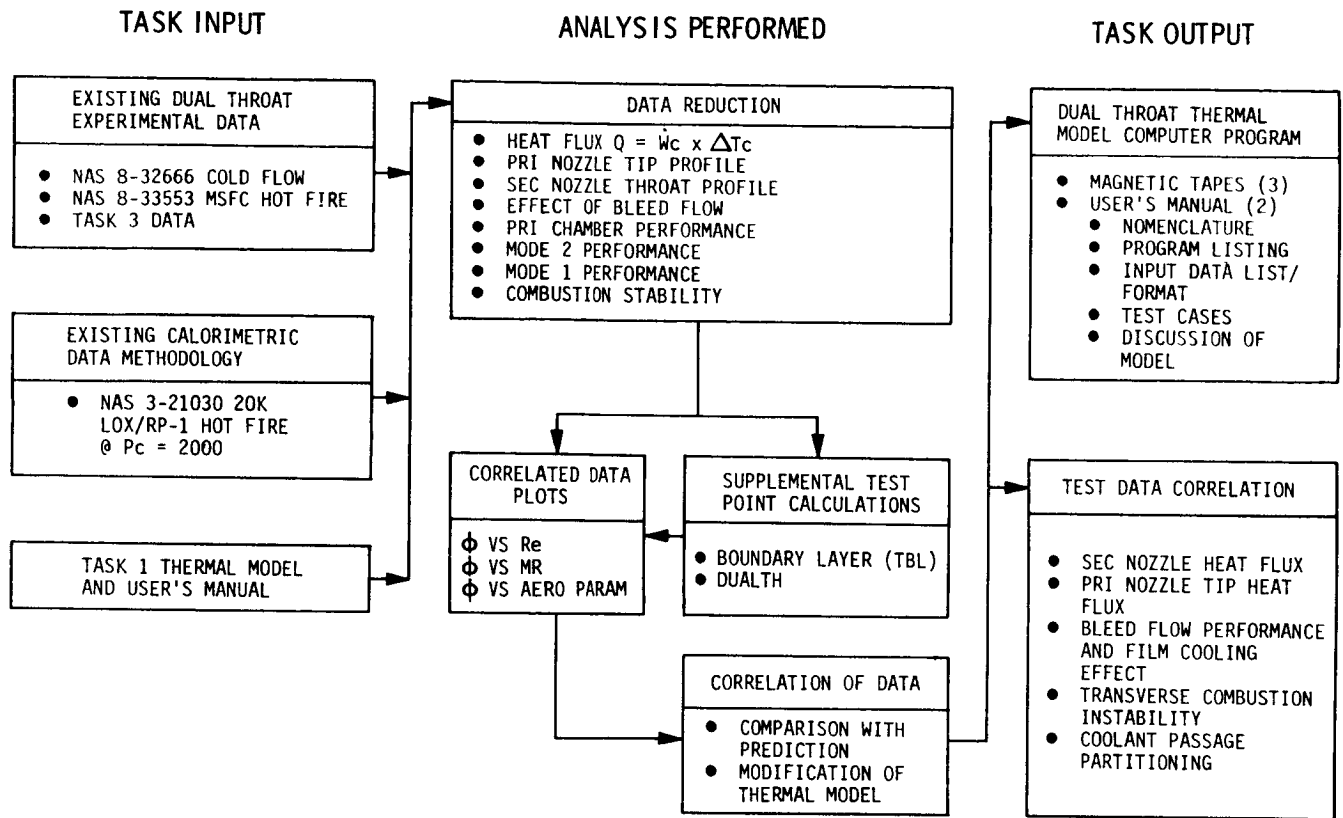 TASK INPUT
EXISTING DUAL THROAT
EXPERIMENTAL DATA
● NAS 8-32666 COLD FLOW
● NAS 8-33553 MSFC HOT FIRE
● TASK 3 DATA
EXISTING CALORIMETRIC
DATA METHODOLOGY
● NAS 3-21030 20K
LOX/RP-1 HOT FIRE
@ Pc = 2000
TASK 1 THERMAL MODEL
AND USER'S MANUAL
ANALYSIS PERFORMED
DATA REDUCTION
● HEAT FLUX Q = Ẇc x ΔTc
● PRI NOZZLE TIP PROFILE
● SEC NOZZLE THROAT PROFILE
● EFFECT OF BLEED FLOW
● PRI CHAMBER PERFORMANCE
● MODE 2 PERFORMANCE
● MODE 1 PERFORMANCE
● COMBUSTION STABILITY
CORRELATED DATA
PLOTS
ϕ VS Re
ϕ VS MR
ϕ VS AERO PARAM
SUPPLEMENTAL TEST
POINT CALCULATIONS
● BOUNDARY LAYER (TBL)
● DUALTH
CORRELATION OF DATA
● COMPARISON WITH
PREDICTION
● MODIFICATION OF
THERMAL MODEL
TASK OUTPUT
DUAL THROAT THERMAL
MODEL COMPUTER PROGRAM
● MAGNETIC TAPES (3)
● USER'S MANUAL (2)
● NOMENCLATURE
● PROGRAM LISTING
● INPUT DATA LIST/
FORMAT
● TEST CASES
● DISCUSSION OF
MODEL
TEST DATA CORRELATION
● SEC NOZZLE HEAT FLUX
● PRI NOZZLE TIP HEAT
FLUX
● BLEED FLOW PERFORMANCE
AND FILM COOLING
EFFECT
● TRANSVERSE COMBUSTION
INSTABILITY
● COOLANT PASSAGE
PARTITIONING